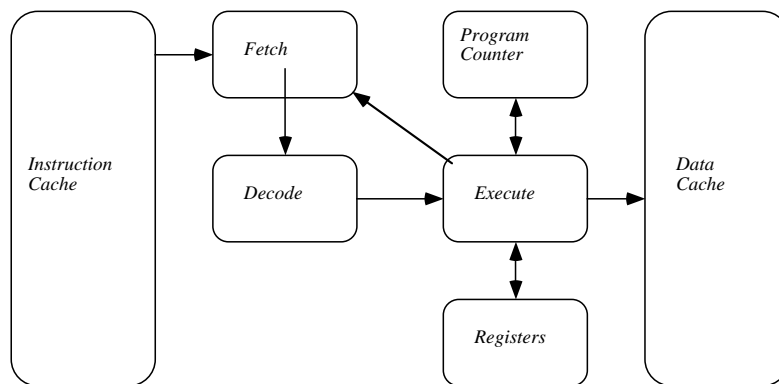 Fetch
Program
Counter
Instruction
Cache
Decode
Execute
Data
Cache
Registers